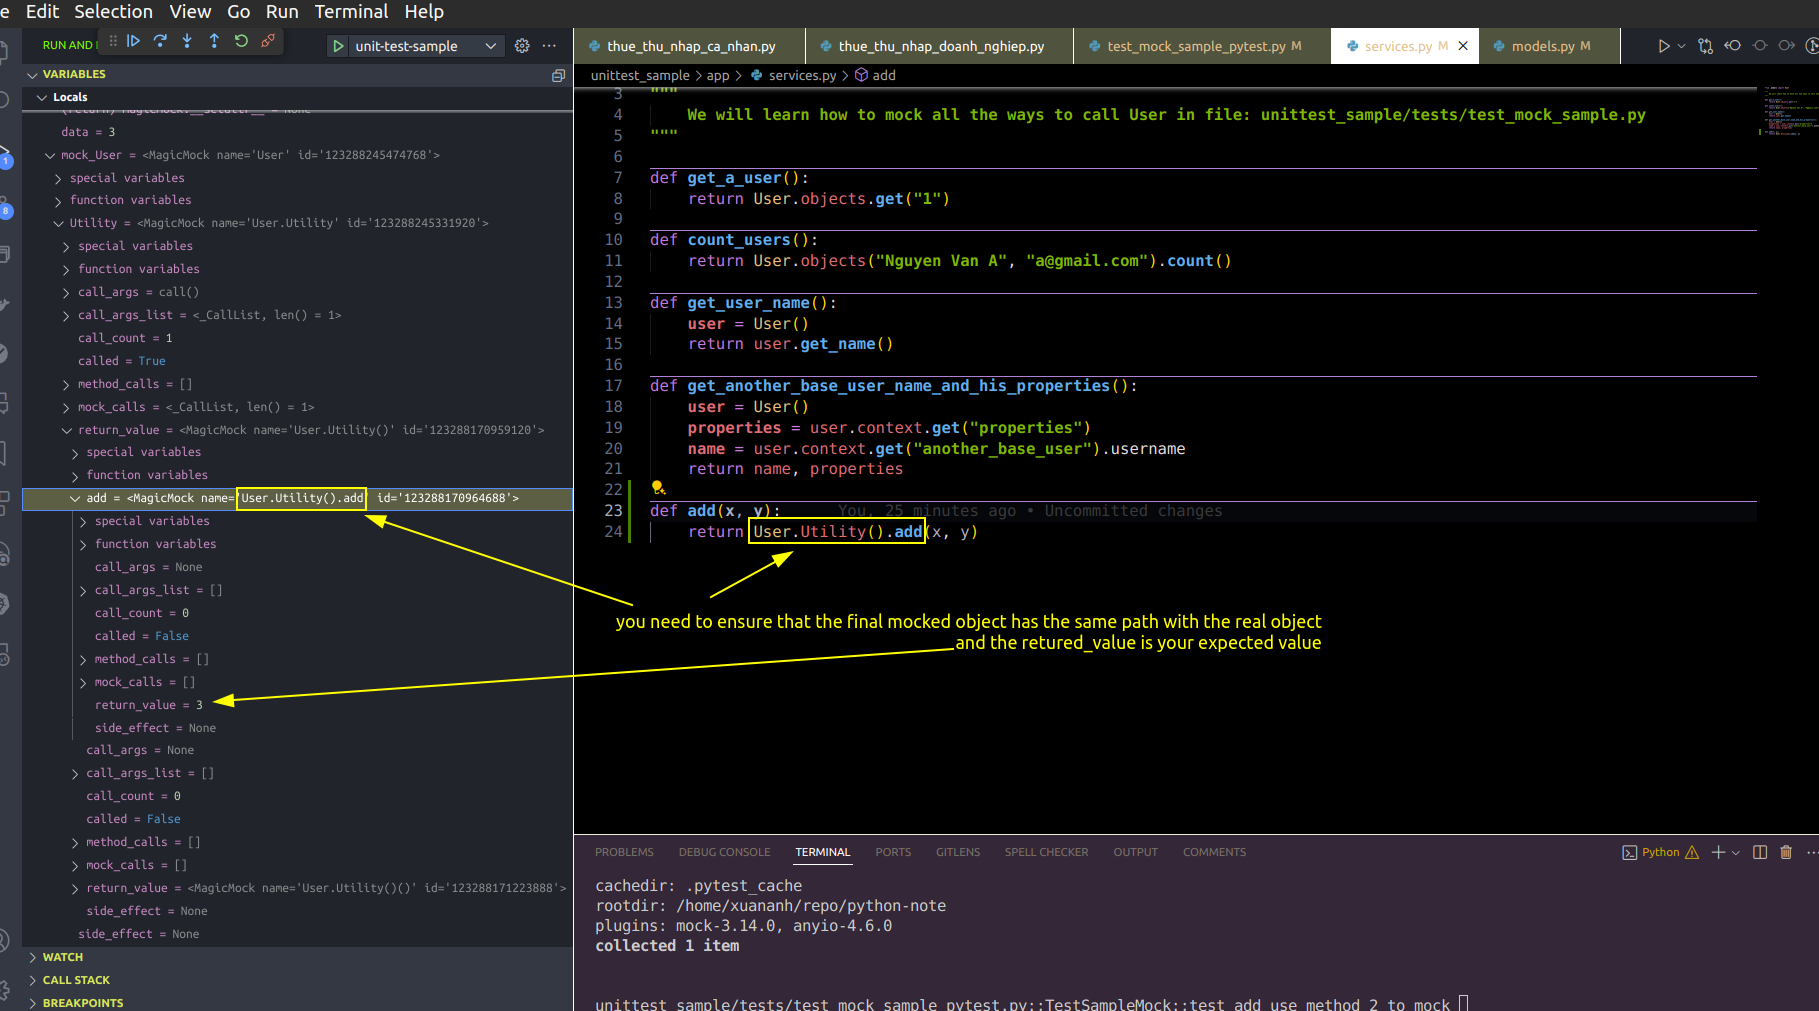 e Edit Selection View Go Run Terminal Help
RUN AND
unit-test-sample
VARIABLES
Locals
data = 3
mock_User = <MagicMock name='User' id='123288245474768'>
special variables
function variables
Utility = <MagicMock name='User.Utility' id='123288245331920'>
special variables
function variables
call_args = call()
call_args_list = <_CallList, len() = 1>
call_count = 1
called = True
method_calls = []
mock_calls = <_CallList, len() = 1>
return_value = <MagicMock name='User.Utility()' id='123288170959120'>
special variables
function variables
add = <MagicMock name='User.Utility().add' id='123288170964688'>
special variables
function variables
call_args = None
call_args_list = []
call_count = 0
called = False
method_calls = []
mock_calls = []
return_value = 3
side_effect = None
call_args = None
call_args_list = []
call_count = 0
called = False
method_calls = []
mock_calls = []
return_value = <MagicMock name='User.Utility()()' id='123288171223888'>
side_effect = None
side_effect = None
WATCH
CALL STACK
BREAKPOINTS
1
8
thue_thu_nhap_ca_nhan.py
thue_thu_nhap_doanh_nghiep.py
test_mock_sample_pytest.py M
services.py M
models.py M
unittest_sample > app > services.py > add
3 """
4 We will learn how to mock all the ways to call User in file: unittest_sample/tests/test_mock_sample.py
5 """
6
7 def get_a_user():
8 return User.objects.get("1")
9
10 def count_users():
11 return User.objects("Nguyen Van A", "a@gmail.com").count()
12
13 def get_user_name():
14 user = User()
15 return user.get_name()
16
17 def get_another_base_user_name_and_his_properties():
18 user = User()
19 properties = user.context.get("properties")
20 name = user.context.get("another_base_user").username
21 return name, properties
22
23 def add(x, y): You, 25 minutes ago • Uncommitted changes
24 return User.Utility().add(x, y)
you need to ensure that the final mocked object has the same path with the real object
and the retured_value is your expected value
PROBLEMS DEBUG CONSOLE TERMINAL PORTS GITLENS SPELL CHECKER OUTPUT COMMENTS
Python
cachedir: .pytest_cache
rootdir: /home/xuananh/repo/python-note
plugins: mock-3.14.0, anyio-4.6.0
collected 1 item
unittest_sample/tests/test_mock_sample_pytest.py::TestSampleMock::test_add_use_method_2_to_mock